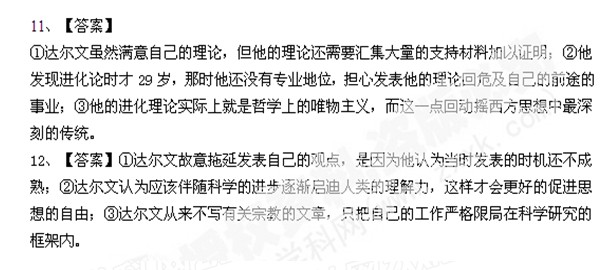 11、【答案】
①达尔文虽然满意自己的理论，但他的理论还需要汇集大量的支持材料加以证明；②他
发现进化论时才 29 岁，那时他还没有专业地位，担心发表他的理论回危及自己的前途的
事业；③他的进化理论实际上就是哲学上的唯物主义，而这一点回动摇西方思想中最深
刻的传统。
12、【答案】①达尔文故意拖延发表自己的观点，是因为他认为当时发表的时机还不成
熟；②达尔文认为应该伴随科学的进步逐渐启迪人类的理解力，这样才会更好的促进思
想的自由；③达尔文从来不写有关宗教的文章，只把自己的工作严格限局在科学研究的
框架内。